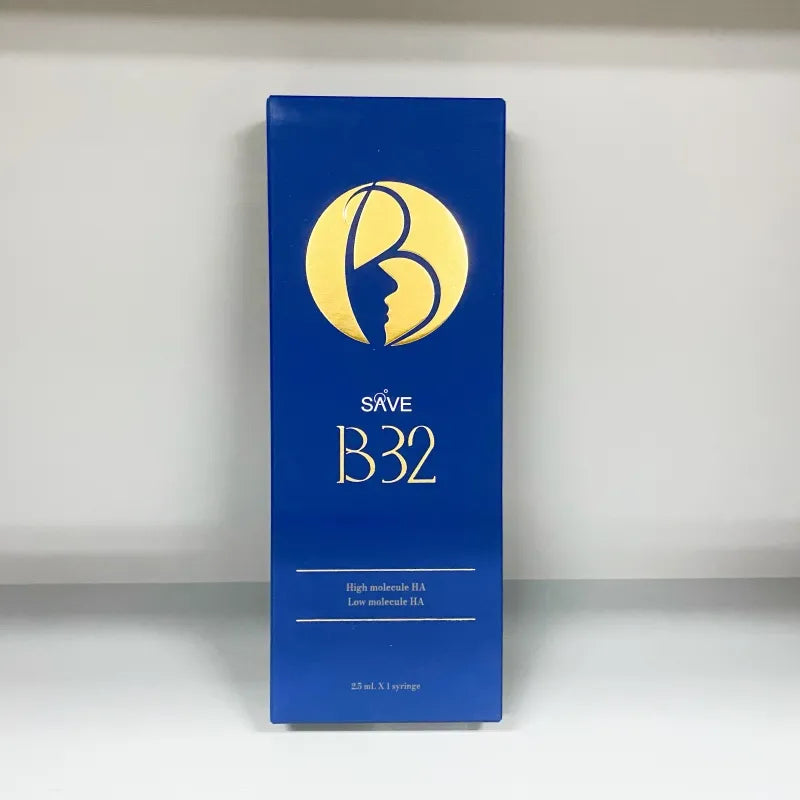 B
SAVE
B32
High molecule HA
Low molecule HA
2.5 mL X 1 syringe